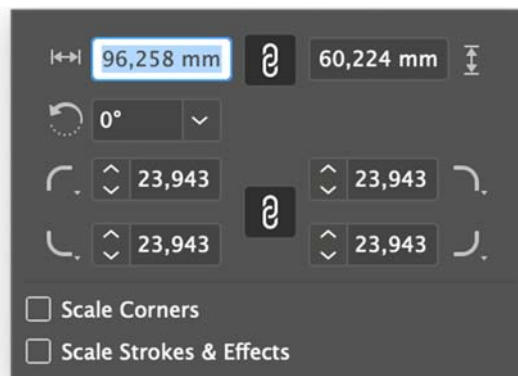 96,258 mm 60,224 mm
0°
23,943 23,943
23,943 23,943
Scale Corners
Scale Strokes & Effects